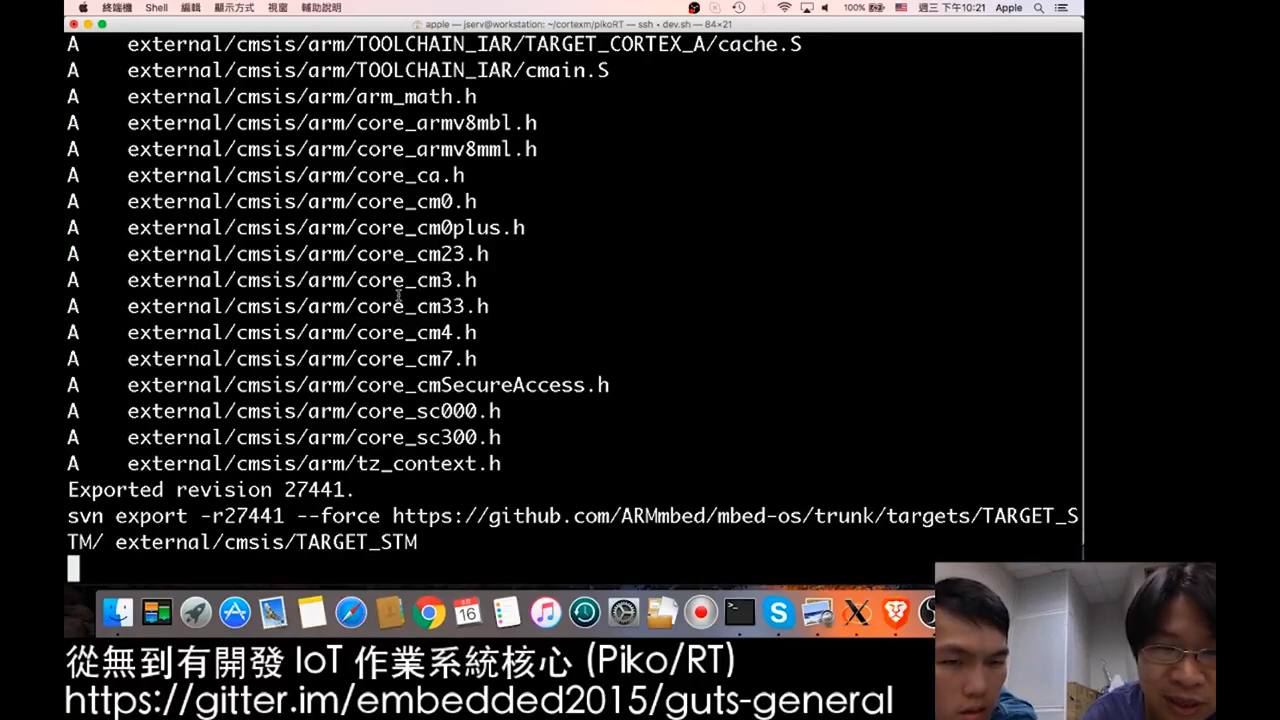 終端機 Shell 編輯 顯示方式 視窗 輔助說明 100% 週三 下午10:21 Apple
apple — jserv@workstation: ~/cortexm/pikoRT — ssh • dev.sh — 84×21
A external/cmsis/arm/TOOLCHAIN_IAR/TARGET_CORTEX_A/cache.S
A external/cmsis/arm/TOOLCHAIN_IAR/cmain.S
A external/cmsis/arm/arm_math.h
A external/cmsis/arm/core_armv8mbl.h
A external/cmsis/arm/core_armv8mml.h
A external/cmsis/arm/core_ca.h
A external/cmsis/arm/core_cm0.h
A external/cmsis/arm/core_cm0plus.h
A external/cmsis/arm/core_cm23.h
A external/cmsis/arm/core_cm3.h
A external/cmsis/arm/core_cm33.h
A external/cmsis/arm/core_cm4.h
A external/cmsis/arm/core_cm7.h
A external/cmsis/arm/core_cmSecureAccess.h
A external/cmsis/arm/core_sc000.h
A external/cmsis/arm/core_sc300.h
A external/cmsis/arm/tz_context.h
Exported revision 27441.
svn export -r27441 --force https://github.com/ARMmbed/mbed-os/trunk/targets/TARGET_S
TM/ external/cmsis/TARGET_STM
16
從無到有開發 IoT 作業系統核心 (Piko/RT)
https://gitter.im/embedded2015/guts-general